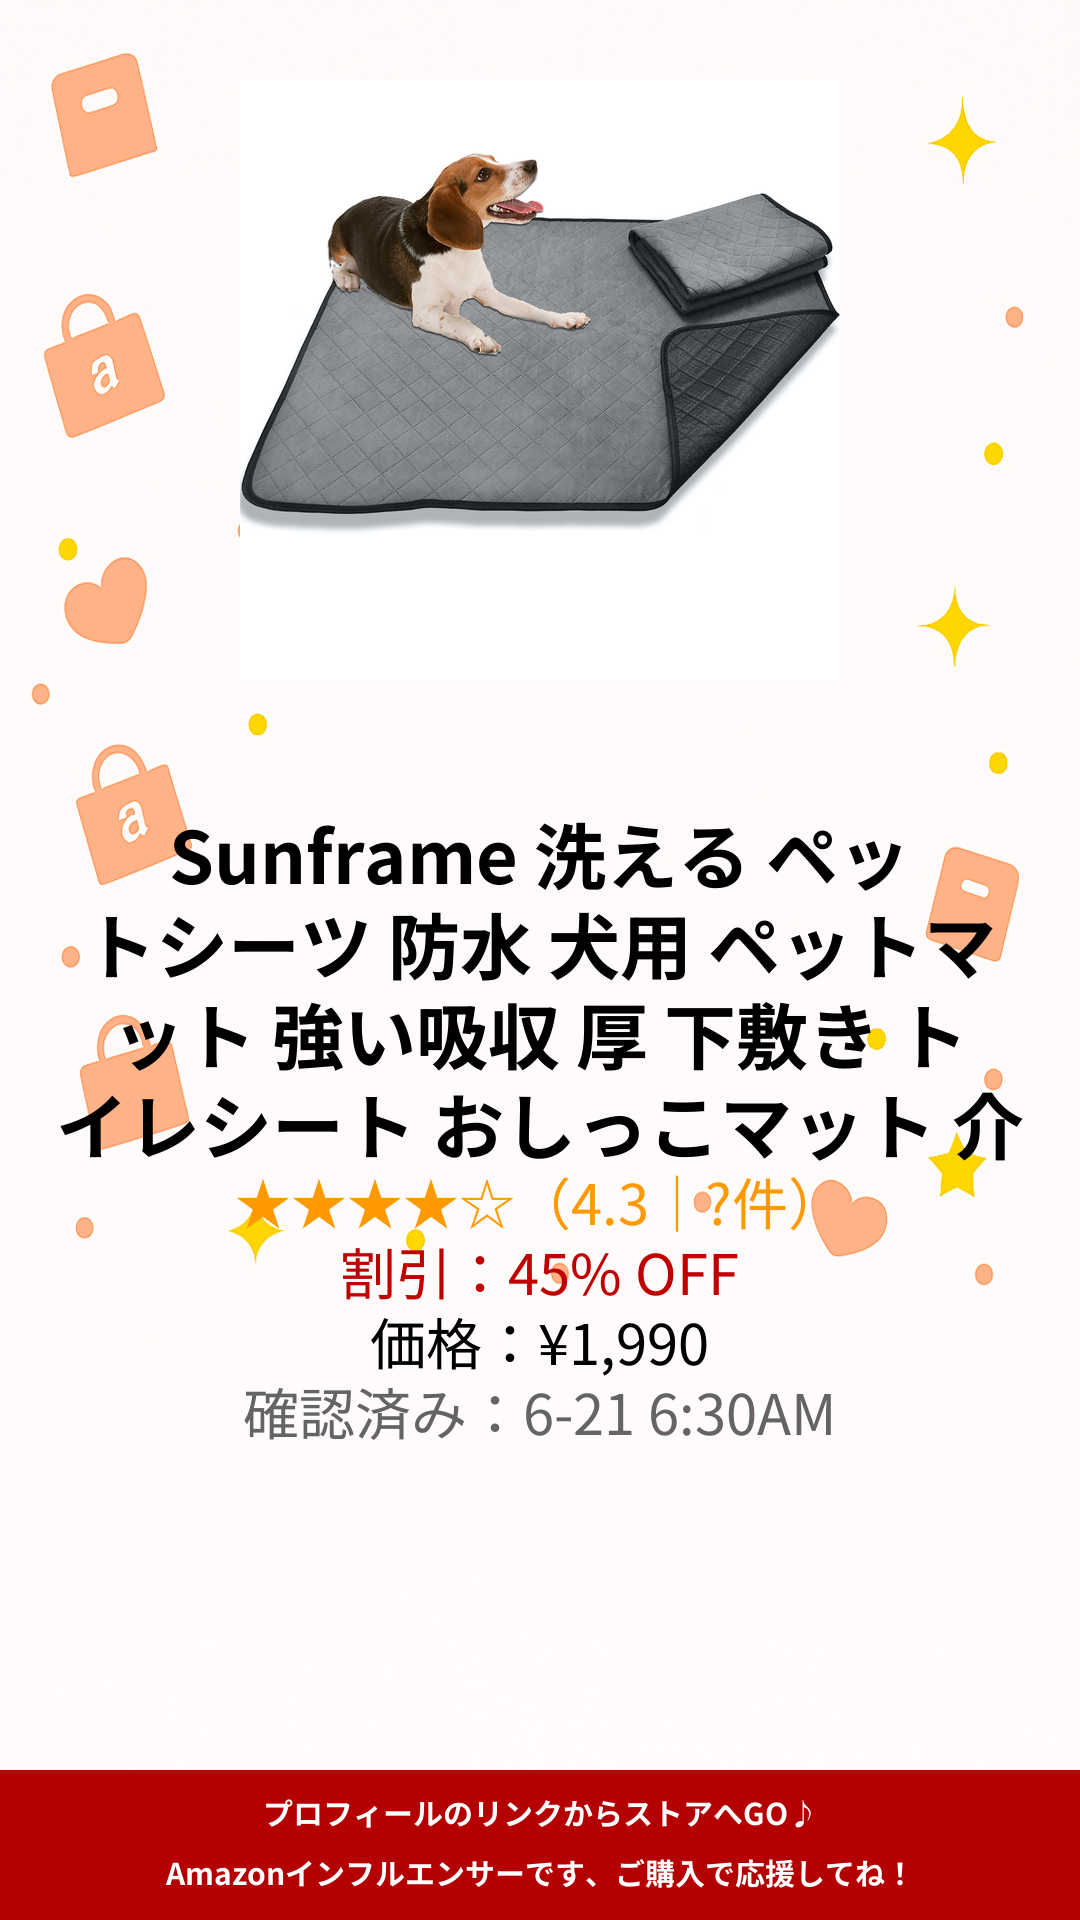 a
a
Sunframe 洗える ペッ
トシーツ 防水 犬用 ペットマ
ット 強い吸収 厚 下敷き ト
イレシート おしっこマット 介
★★★★☆（4.3｜?件）
割引：45% OFF
価格：¥1,990
確認済み：6-21 6:30AM
プロフィールのリンクからストアへGO♪
Amazonインフルエンサーです、ご購入で応援してね！